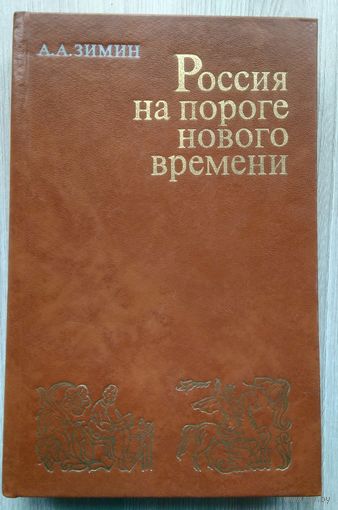 А.А.ЗИМИН
Россия
на пороге
нового
времени